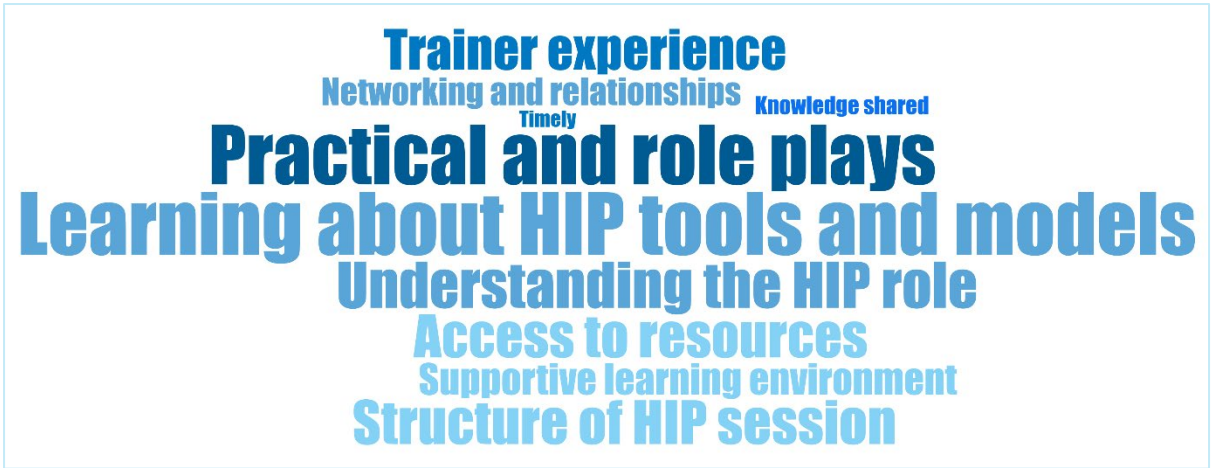 Trainer experience
Networking and relationships
Knowledge shared
Timely
Practical and role plays
Learning about HIP tools and models
Understanding the HIP role
Access to resources
Supportive learning environment
Structure of HIP session